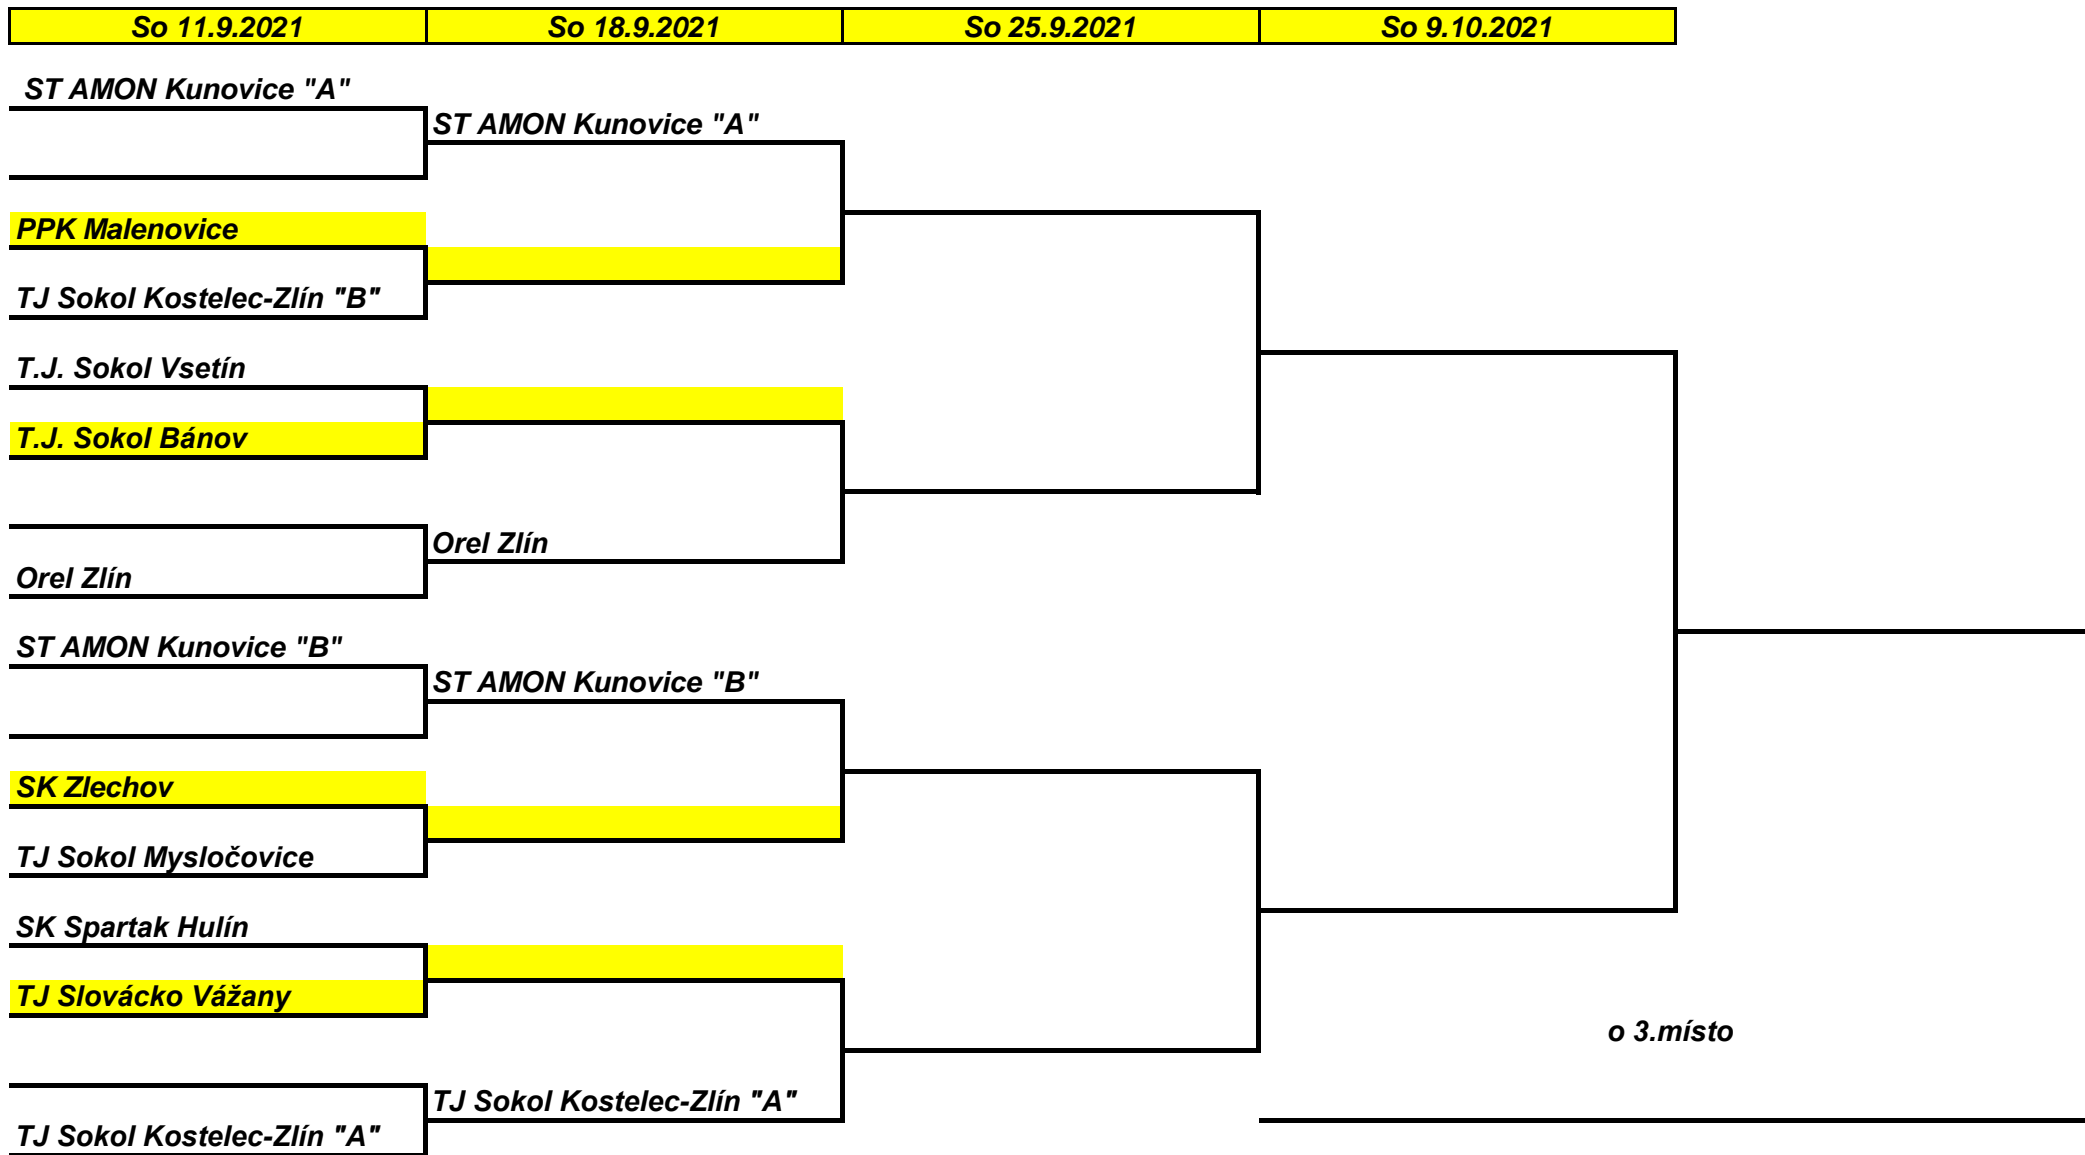 So 11.9.2021 So 18.9.2021 So 25.9.2021 So 9.10.2021
ST AMON Kunovice "A"
ST AMON Kunovice "A"
PPK Malenovice
TJ Sokol Kostelec-Zlín "B"
T.J. Sokol Vsetín
T.J. Sokol Bánov
Orel Zlín
Orel Zlín
ST AMON Kunovice "B"
ST AMON Kunovice "B"
SK Zlechov
TJ Sokol Mysločovice
SK Spartak Hulín
TJ Slovácko Vážany
o 3.místo
TJ Sokol Kostelec-Zlín "A"
TJ Sokol Kostelec-Zlín "A"